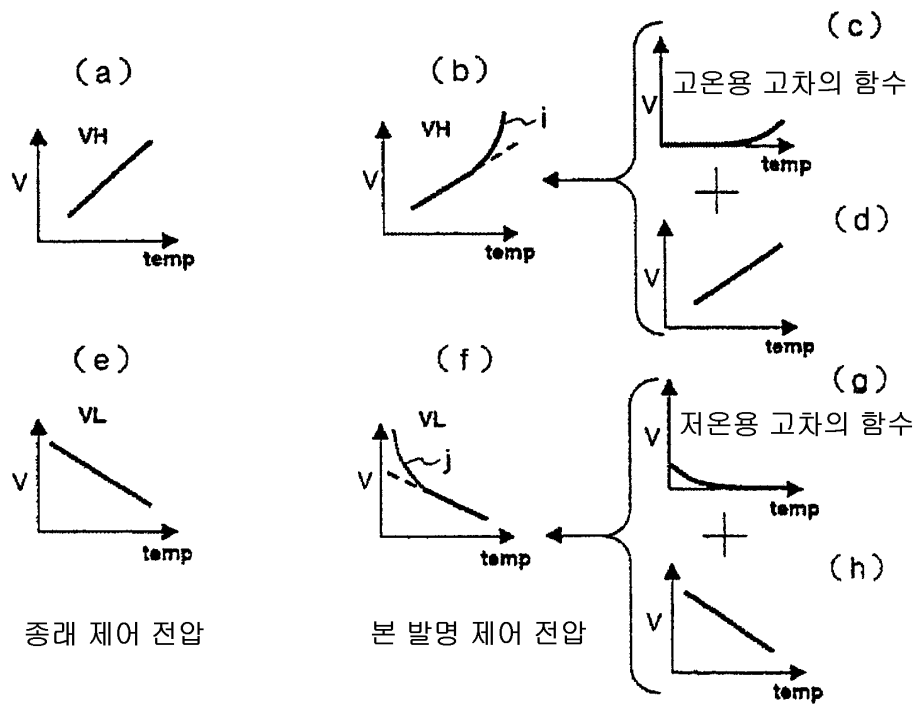 (a)
VH
V
temp
(b)
VH
i
V
temp
(c)
고온용 고차의 함수
V
temp
+
(d)
V
temp
(e)
VL
V
temp
(f)
VL
j
V
temp
(g)
저온용 고차의 함수
V
temp
+
(h)
V
temp
종래 제어 전압
본 발명 제어 전압